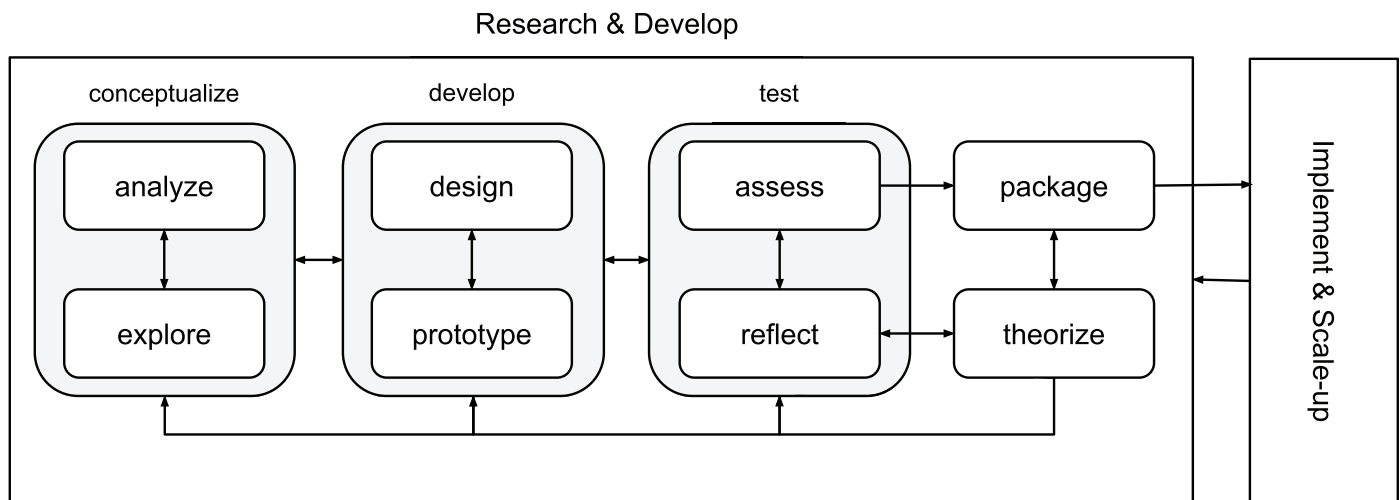 Research & Develop
conceptualize
develop
test
analyze
design
assess
package
explore
prototype
reflect
theorize
Implement & Scale-up